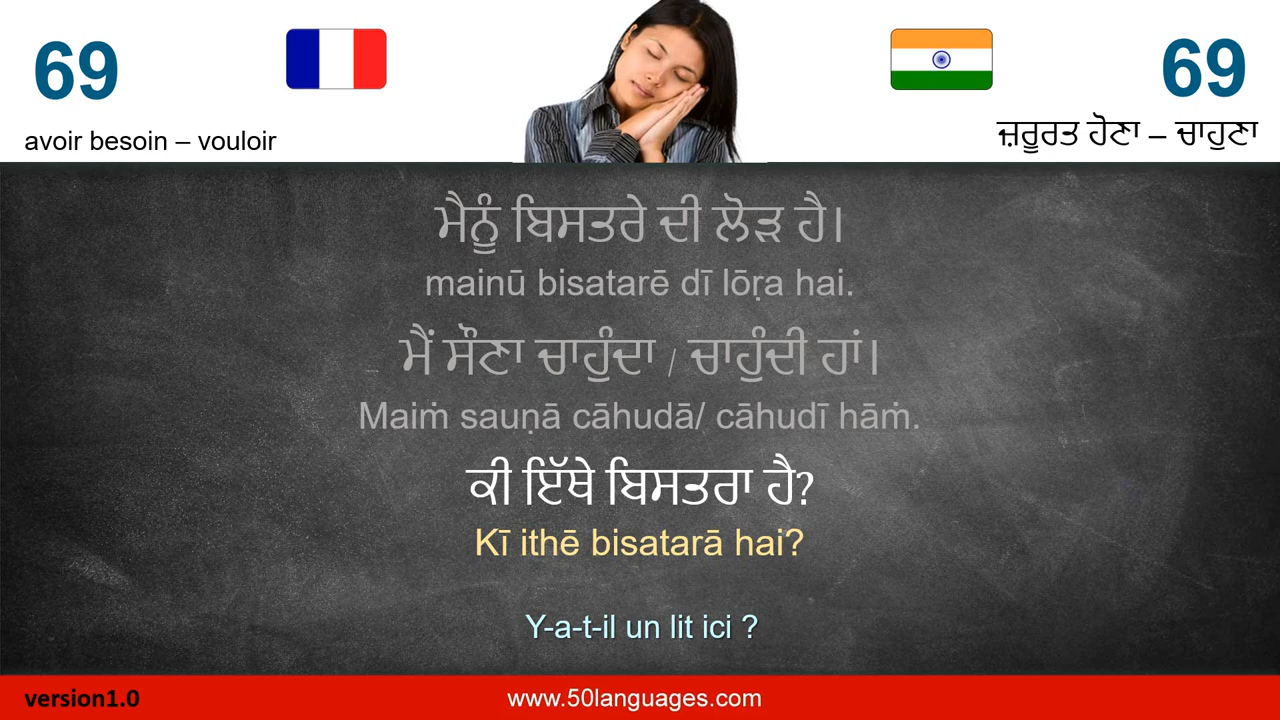 69
69
avoir besoin – vouloir
ਜ਼ਰੂਰਤ ਹੋਣਾ – ਚਾਹੁਣਾ
ਮੈਨੂੰ ਬਿਸਤਰੇ ਦੀ ਲੋੜ ਹੈ।
mainū bisatarē dī lōṛa hai.
ਮੈਂ ਸੌਣਾ ਚਾਹੁੰਦਾ / ਚਾਹੁੰਦੀ ਹਾਂ।
Maiṁ sauṇā cāhudā/ cāhudī hāṁ.
ਕੀ ਇੱਥੇ ਬਿਸਤਰਾ ਹੈ?
Kī ithē bisatarā hai?
Y-a-t-il un lit ici ?
version1.0
www.50languages.com